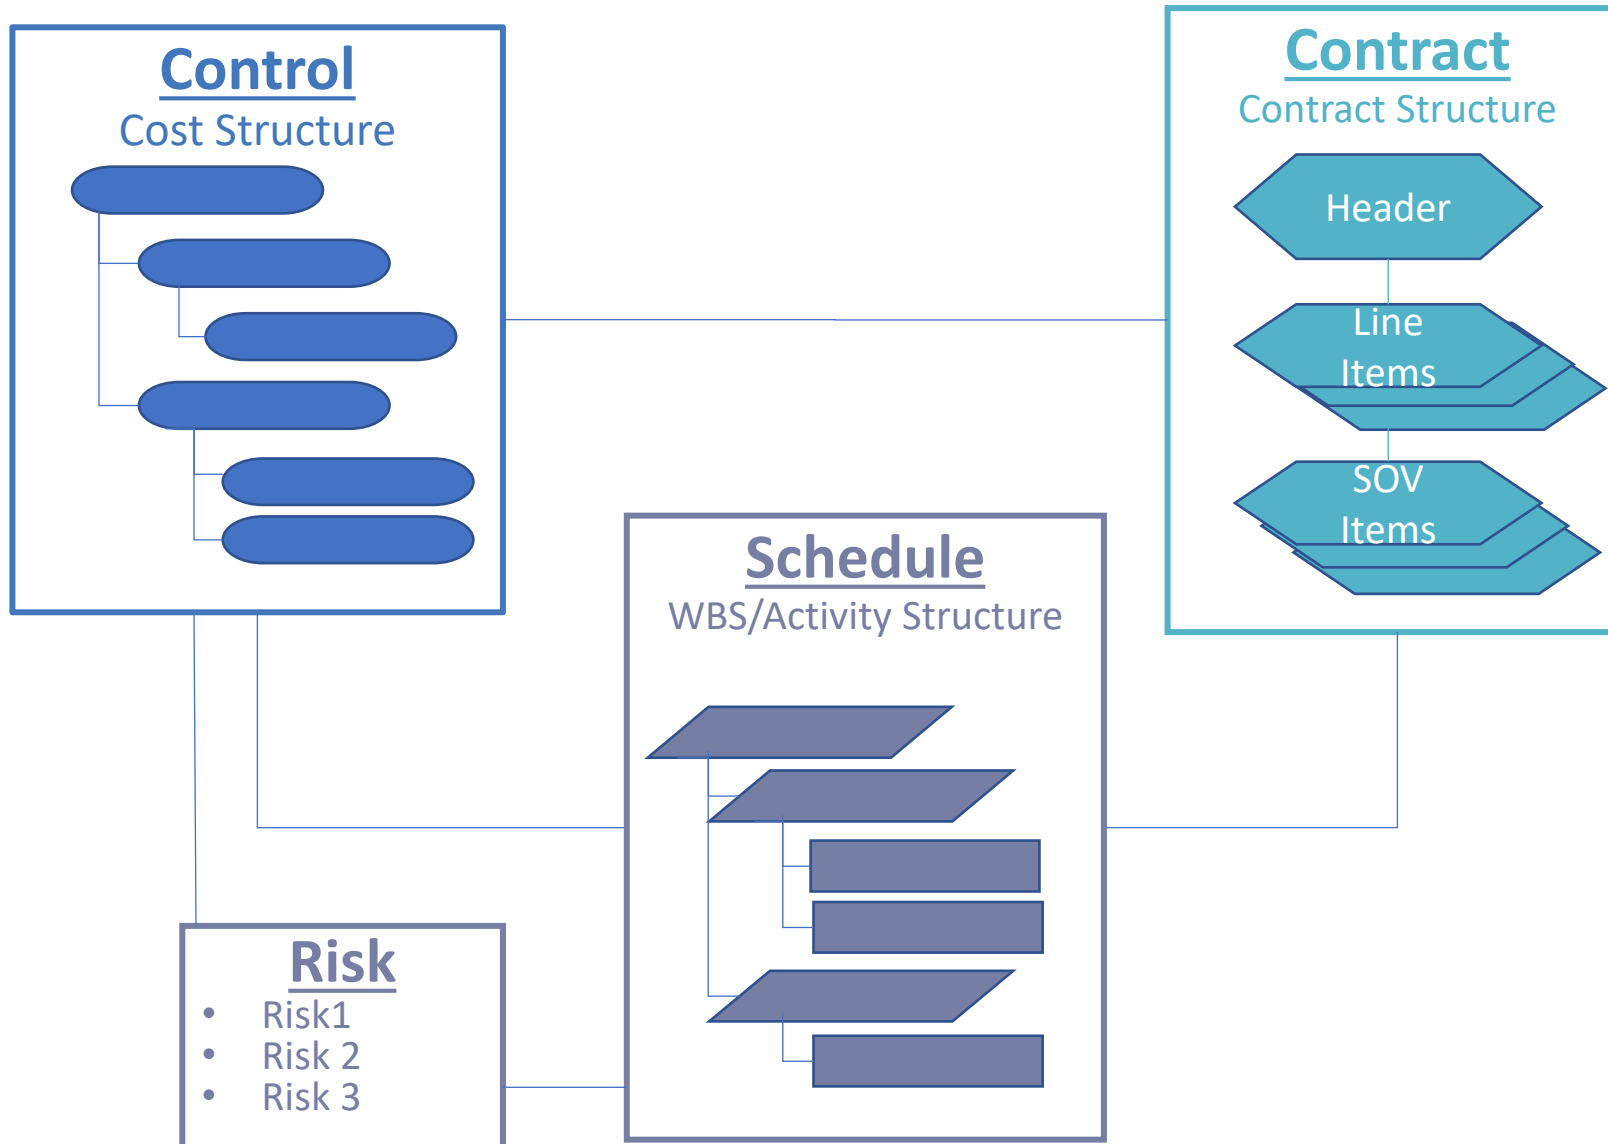 Control
Cost Structure
Contract
Contract Structure
Header
Line
Items
SOV
Items
Schedule
WBS/Activity Structure
Risk
• Risk1
• Risk 2
• Risk 3